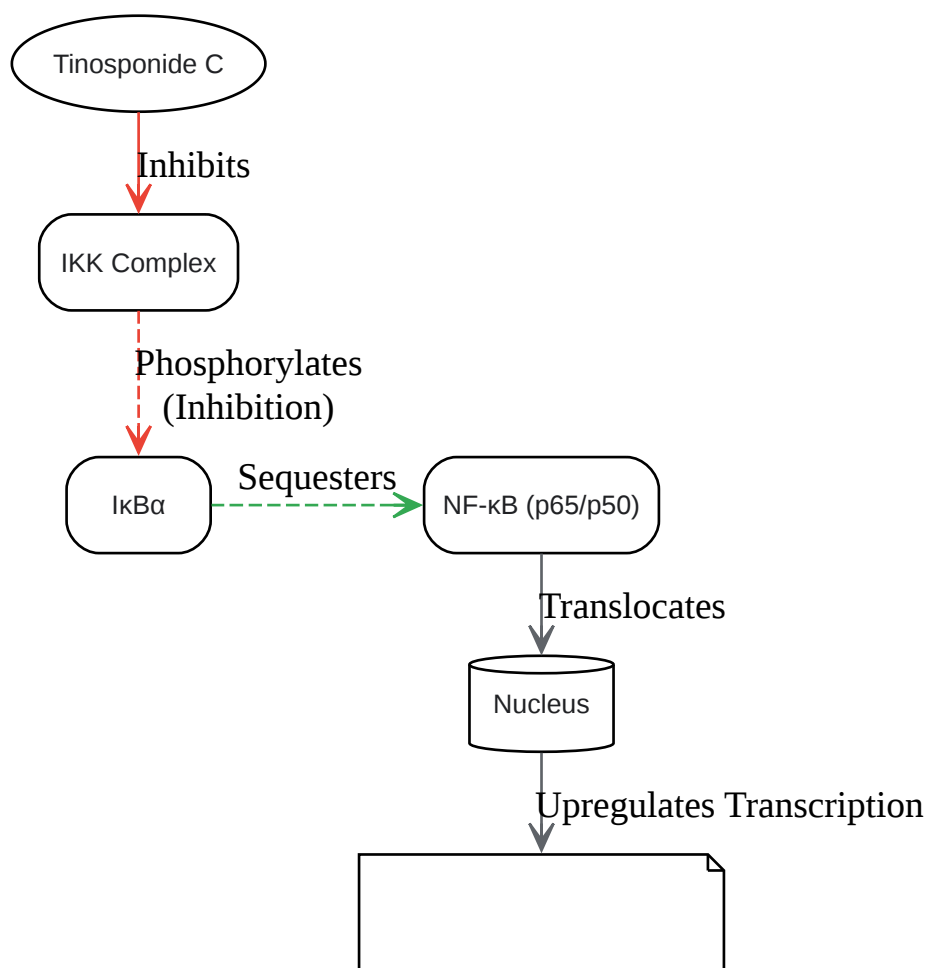 Tinosponide C
Inhibits
IKK Complex
Phosphorylates
(Inhibition)
Sequesters
IκBα
NF-κB (p65/p50)
Translocates
Nucleus
Upregulates Transcription